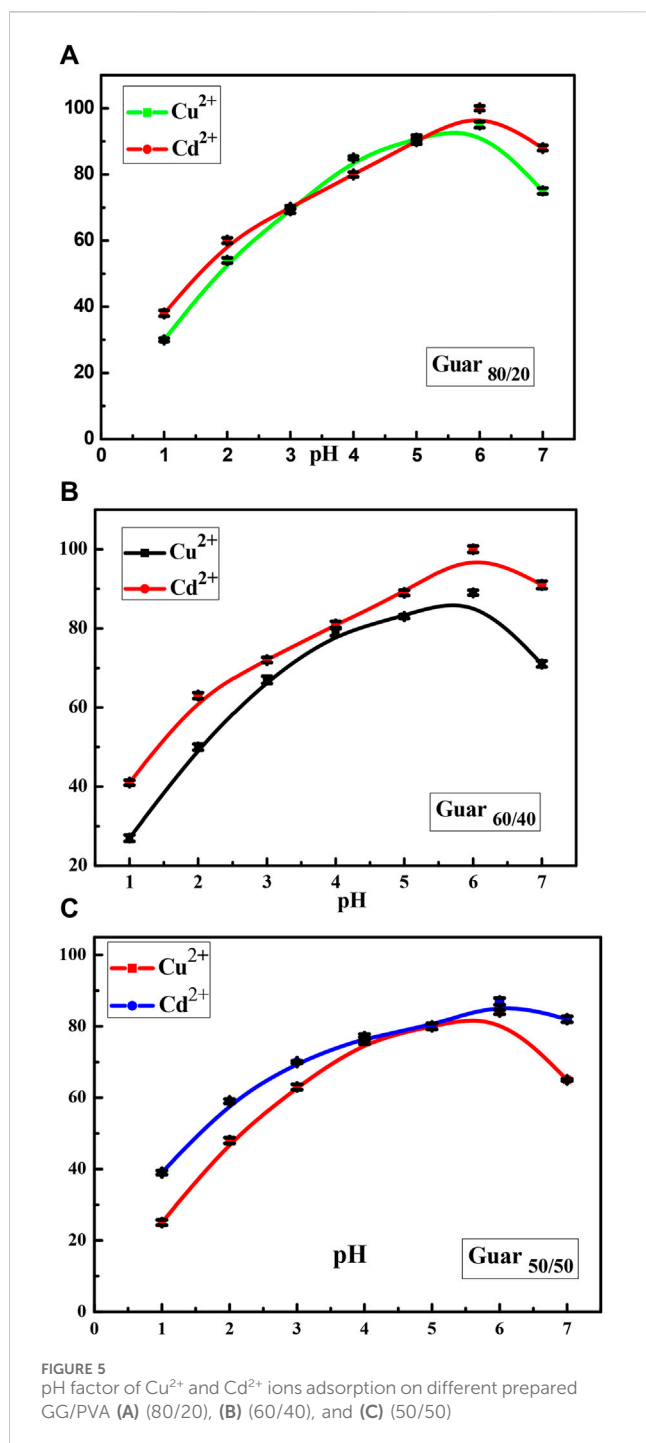 A
Cu2+
Cd2+
100
80
60
40
20
0
Guar 80/20
1 2 3 4 5 6 7
pH
B
Cu2+
Cd2+
100
80
60
40
20
Guar 60/40
1 2 3 4 5 6 7
pH
C
Cu2+
Cd2+
100
80
60
40
20
0
pH
Guar 50/50
0 1 2 3 4 5 6 7
FIGURE 5
pH factor of Cu2+ and Cd2+ ions adsorption on different prepared
GG/PVA (A) (80/20), (B) (60/40), and (C) (50/50)